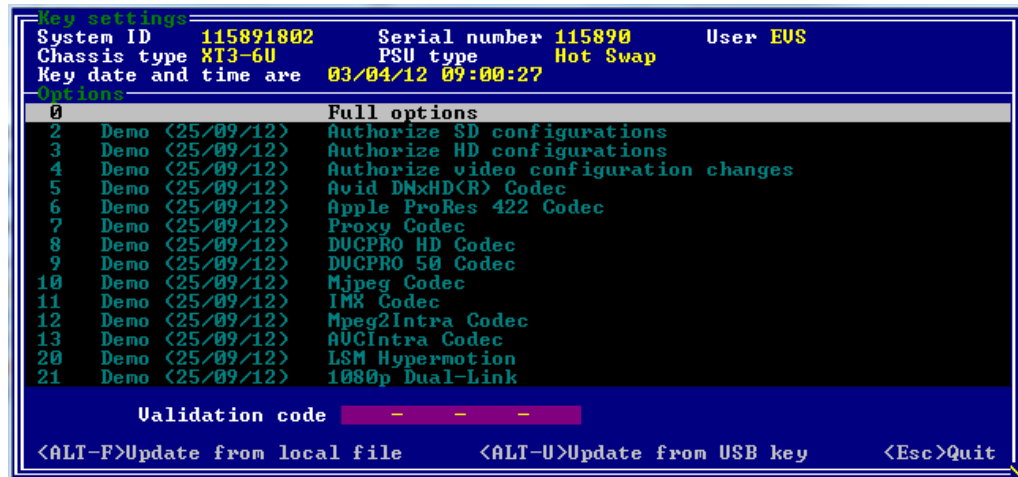 Key settings
System ID 115891802 Serial number 115890 User EVS
Chassis type XT3-6U PSU type Hot Swap
Key date and time are 03/04/12 09:00:27
Options
0 Full options
2 Demo (25/09/12) Authorize SD configurations
3 Demo (25/09/12) Authorize HD configurations
4 Demo (25/09/12) Authorize video configuration changes
5 Demo (25/09/12) Avid DNxHD(R) Codec
6 Demo (25/09/12) Apple ProRes 422 Codec
7 Demo (25/09/12) Proxy Codec
8 Demo (25/09/12) DVCPRO HD Codec
9 Demo (25/09/12) DVCPRO 50 Codec
10 Demo (25/09/12) Mjpeg Codec
11 Demo (25/09/12) IMX Codec
12 Demo (25/09/12) Mpeg2Intra Codec
13 Demo (25/09/12) AVCIntra Codec
20 Demo (25/09/12) LSM Hypermotion
21 Demo (25/09/12) 1080p Dual-Link
Validation code - - -
<ALT-F>Update from local file <ALT-U>Update from USB key <Esc>Quit